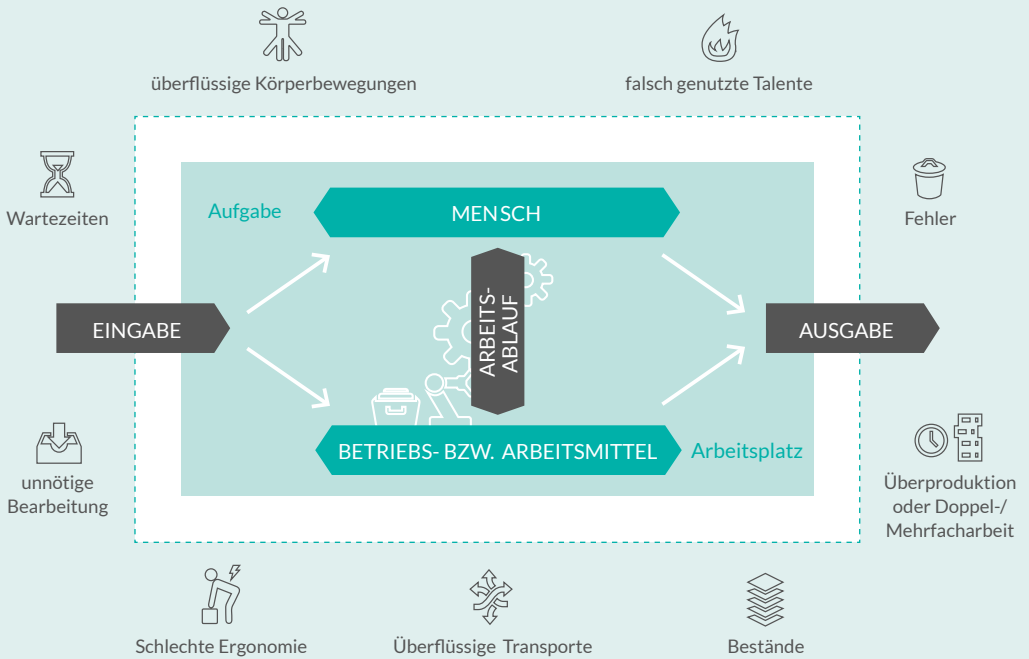 überflüssige Körperbewegungen
falsch genutzte Talente
Wartezeiten
Fehler
Aufgabe
MENSCH
EINGABE
ARBEITS-
ABLAUF
AUSGABE
BETRIEBS- BZW. ARBEITSMITTEL
Arbeitsplatz
unnötige
Bearbeitung
Überproduktion
oder Doppel-/
Mehrfacharbeit
Schlechte Ergonomie
Überflüssige Transporte
Bestände